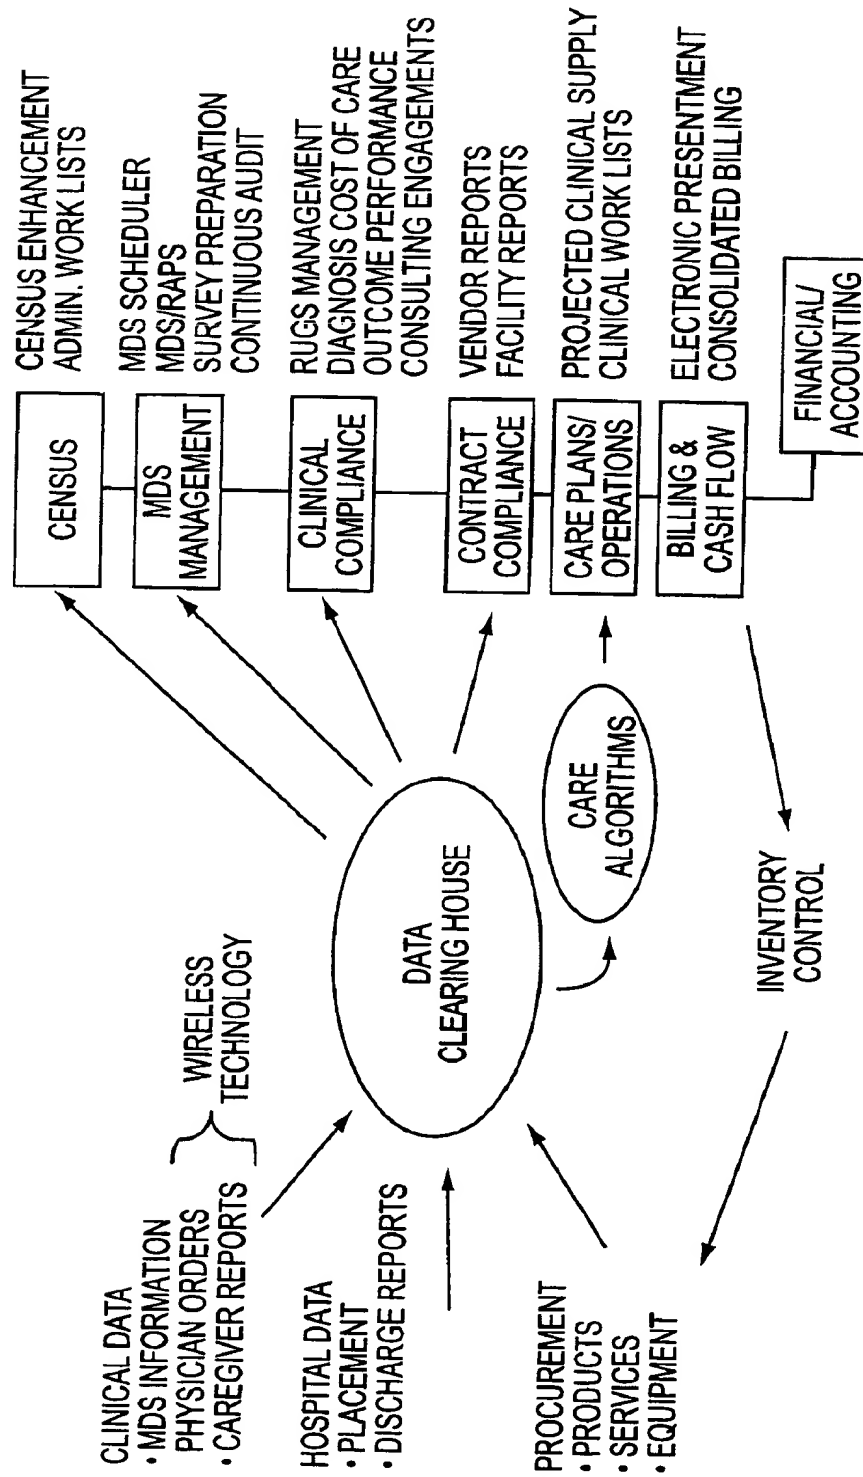 CLINICAL DATA
• MDS INFORMATION
PHYSICIAN ORDERS
• CAREGIVER REPORTS
WIRELESS
TECHNOLOGY
HOSPITAL DATA
• PLACEMENT
• DISCHARGE REPORTS
PROCUREMENT
• PRODUCTS
• SERVICES
• EQUIPMENT
DATA
CLEARING HOUSE
CARE
ALGORITHMS
INVENTORY
CONTROL
CENSUS
CENSUS ENHANCEMENT
ADMIN. WORK LISTS
MDS
MANAGEMENT
MDS SCHEDULER
MDS/RAPS
SURVEY PREPARATION
CONTINUOUS AUDIT
CLINICAL
COMPLIANCE
RUGS MANAGEMENT
DIAGNOSIS COST OF CARE
OUTCOME PERFORMANCE
CONSULTING ENGAGEMENTS
CONTRACT
COMPLIANCE
VENDOR REPORTS
FACILITY REPORTS
CARE PLANS/
OPERATIONS
PROJECTED CLINICAL SUPPLY
CLINICAL WORK LISTS
BILLING &
CASH FLOW
ELECTRONIC PRESENTMENT
CONSOLIDATED BILLING
FINANCIAL/
ACCOUNTING